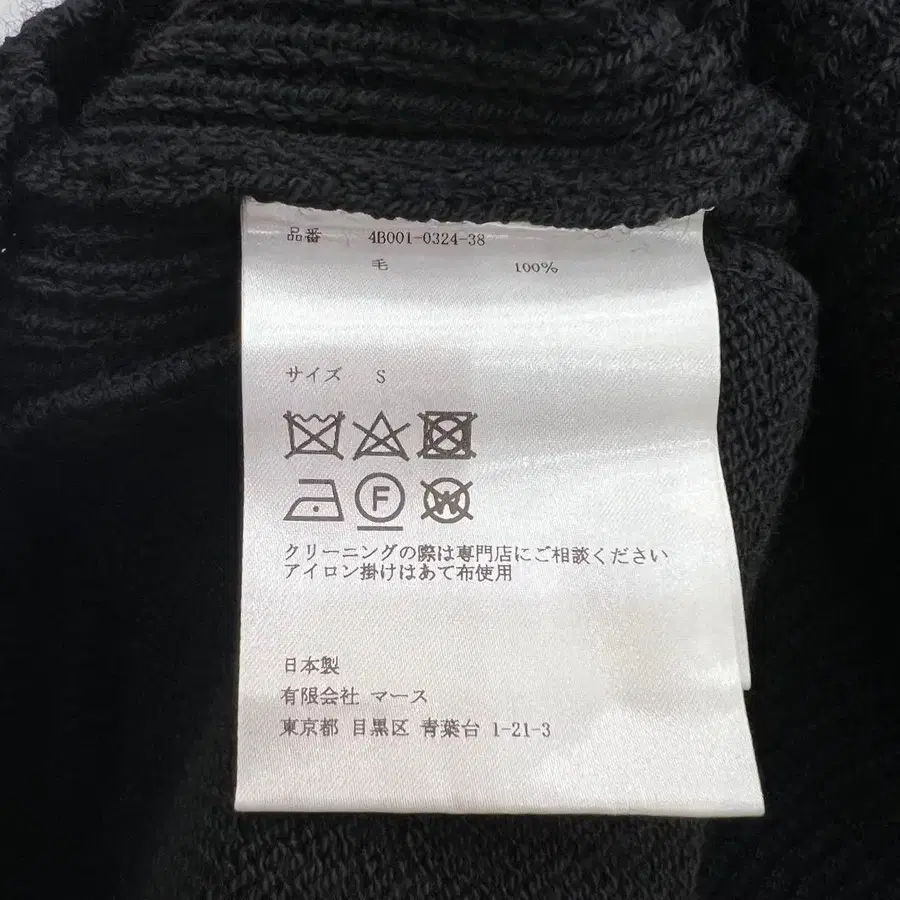 品番 4B001-0324-38
毛 100%
サイズ S
F
W
クリーニングの際は専門店にご相談ください
アイロン掛けはあて布使用
日本製
有限会社 マース
東京都 目黒区 青葉台 1-21-3